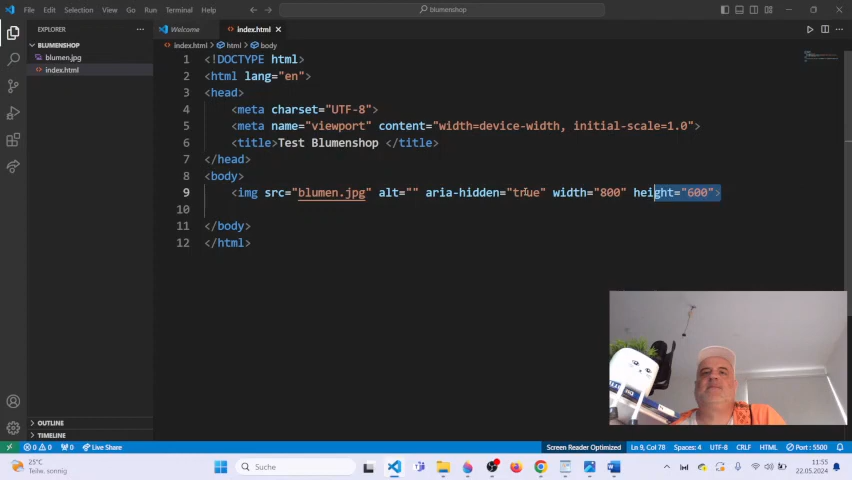 File Edit Selection View Go Run Terminal Help
blumenshop
EXPLORER
Welcome
index.html
BLUMENSHOP
index.html > html > body
blumen.jpg
index.html
1 <!DOCTYPE html>
2 <html lang="en">
3 <head>
4 <meta charset="UTF-8">
5 <meta name="viewport" content="width=device-width, initial-scale=1.0">
6 <title>Test Blumenshop </title>
7 </head>
8 <body>
9 <img src="blumen.jpg" alt="" aria-hidden="true" width="800" height="600">
10
11 </body>
12 </html>
OUTLINE
TIMELINE
0 0 0 Live Share
Screen Reader Optimized Ln 9, Col 78 Spaces: 4 UTF-8 CRLF HTML Port : 5500
25°C
Teilw. sonnig
Suche
11:55
22.05.2024